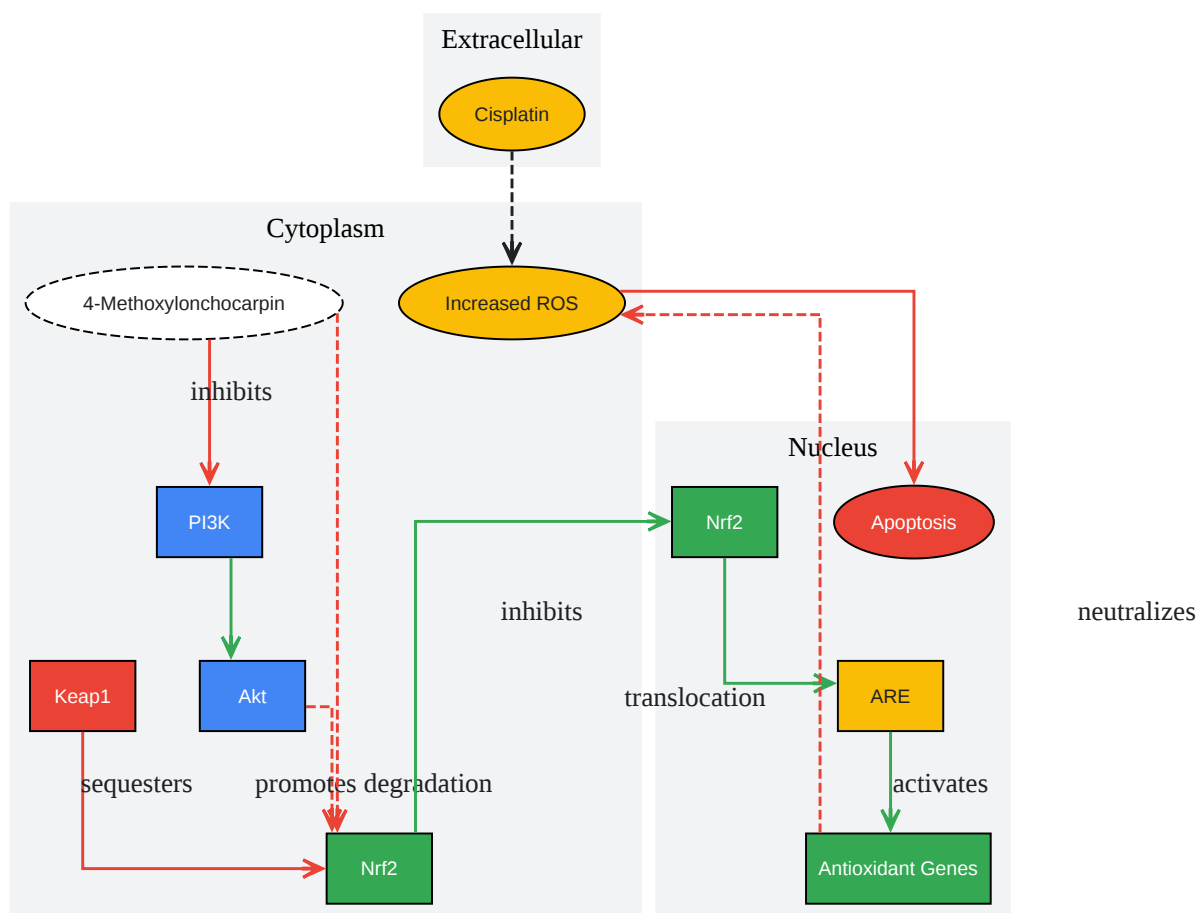 Extracellular
Cisplatin
Cytoplasm
4-Methoxylonchocarpin
Increased ROS
inhibits
Nucleus
PI3K
Nrf2
Apoptosis
inhibits
neutralizes
Keap1
Akt
translocation
ARE
sequesters
promotes degradation
activates
Nrf2
Antioxidant Genes